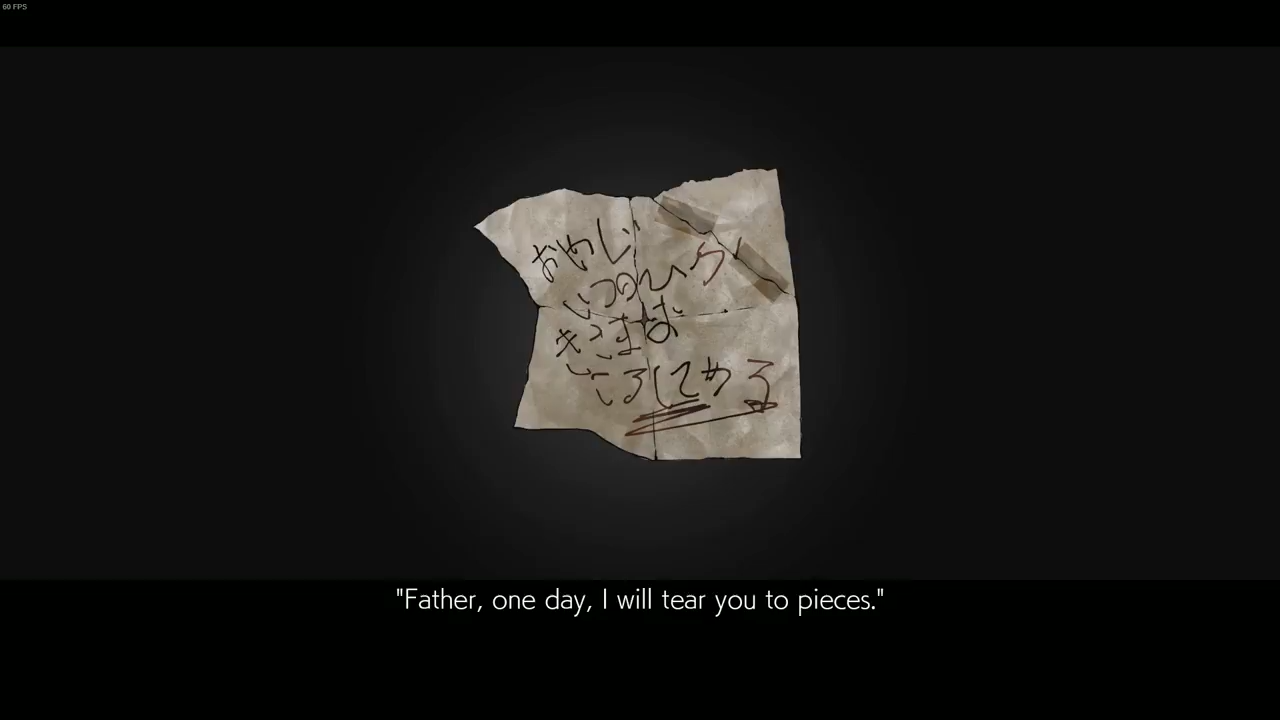 60 FPS
おやじ
いつのひか
きさまお
ころしてやる
"Father, one day, I will tear you to pieces."